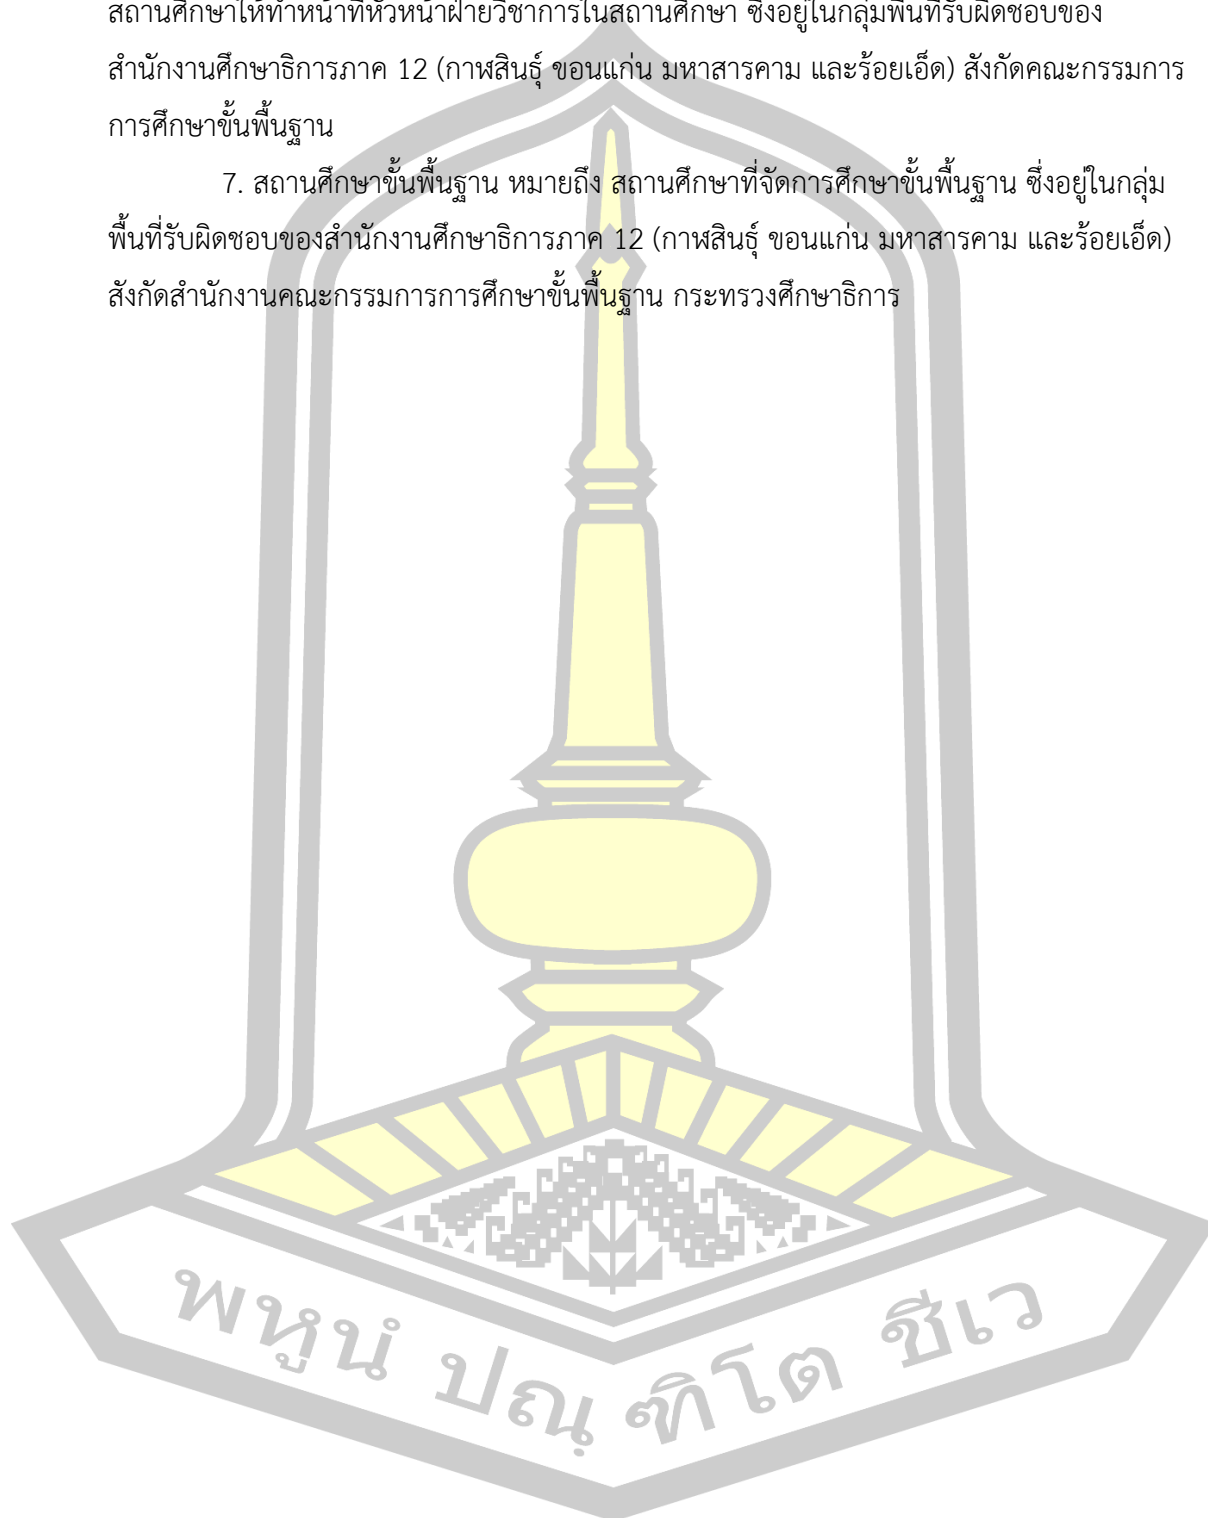 สถานศึกษาให้ทำหน้าที่หัวหน้าฝ่ายวิชาการในสถานศึกษา ซึ่งอยู่ในกลุ่มพื้นที่รับผิดชอบของ
สำนักงานศึกษาธิการภาค 12 (กาฬสินธุ์ ขอนแก่น มหาสารคาม และร้อยเอ็ด) สังกัดคณะกรรมการ
การศึกษาขั้นพื้นฐาน
7. สถานศึกษาขั้นพื้นฐาน หมายถึง สถานศึกษาที่จัดการศึกษาขั้นพื้นฐาน ซึ่งอยู่ในกลุ่ม
พื้นที่รับผิดชอบของสำนักงานศึกษาธิการภาค 12 (กาฬสินธุ์ ขอนแก่น มหาสารคาม และร้อยเอ็ด)
สังกัดสำนักงานคณะกรรมการการศึกษาขั้นพื้นฐาน กระทรวงศึกษาธิการ
พหูนํ ปณฺฑิโต ชีเว